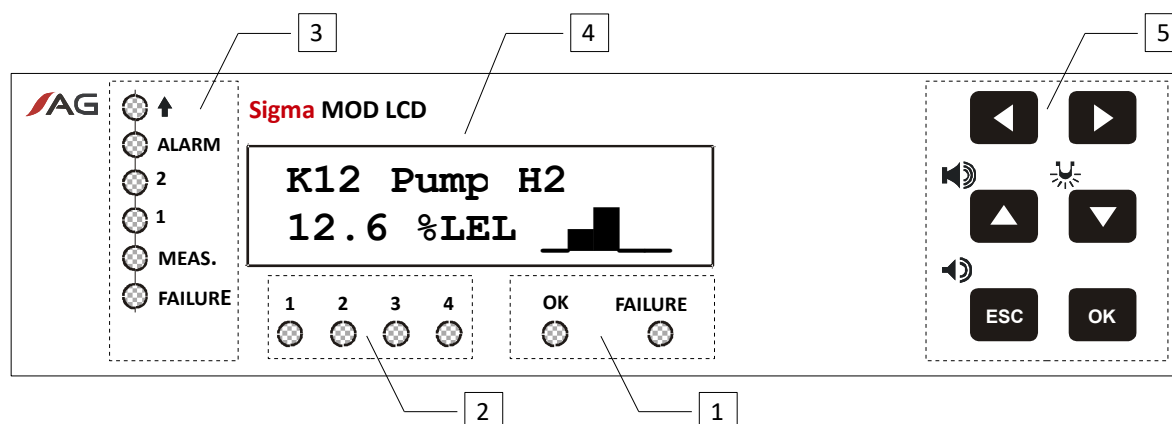 3
4
5
AG
Sigma MOD LCD
ALARM
2
1
MEAS.
FAILURE
K12 Pump H2
12.6 %LEL
1 2 3 4
OK FAILURE
ESC OK
2
1